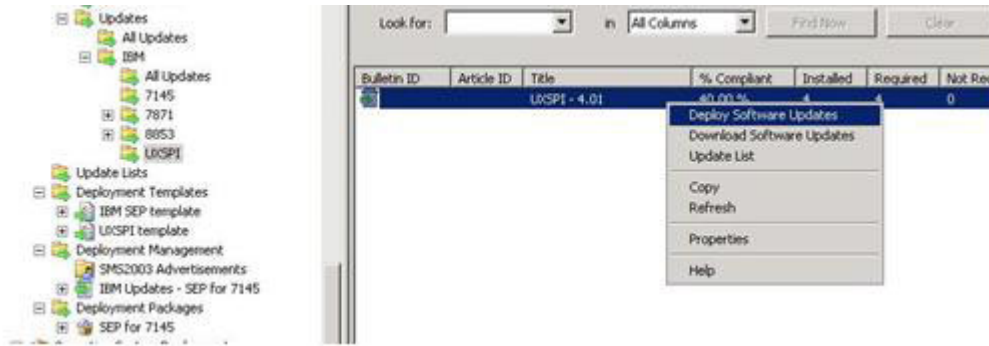 Updates
All Updates
IBM
All Updates
7145
7871
8853
UXSPI
Update Lists
Deployment Templates
IBM SEP template
UXSPI template
Deployment Management
SMS2003 Advertisements
IBM Updates - SEP for 7145
Deployment Packages
SEP for 7145
Look for: in All Columns Find Now Clear
Bulletin ID Article ID Title % Compliant Installed Required Not Rec
UXSPI - 4.01 40.00 % 4 4 0
Deploy Software Updates
Download Software Updates
Update List
Copy
Refresh
Properties
Help